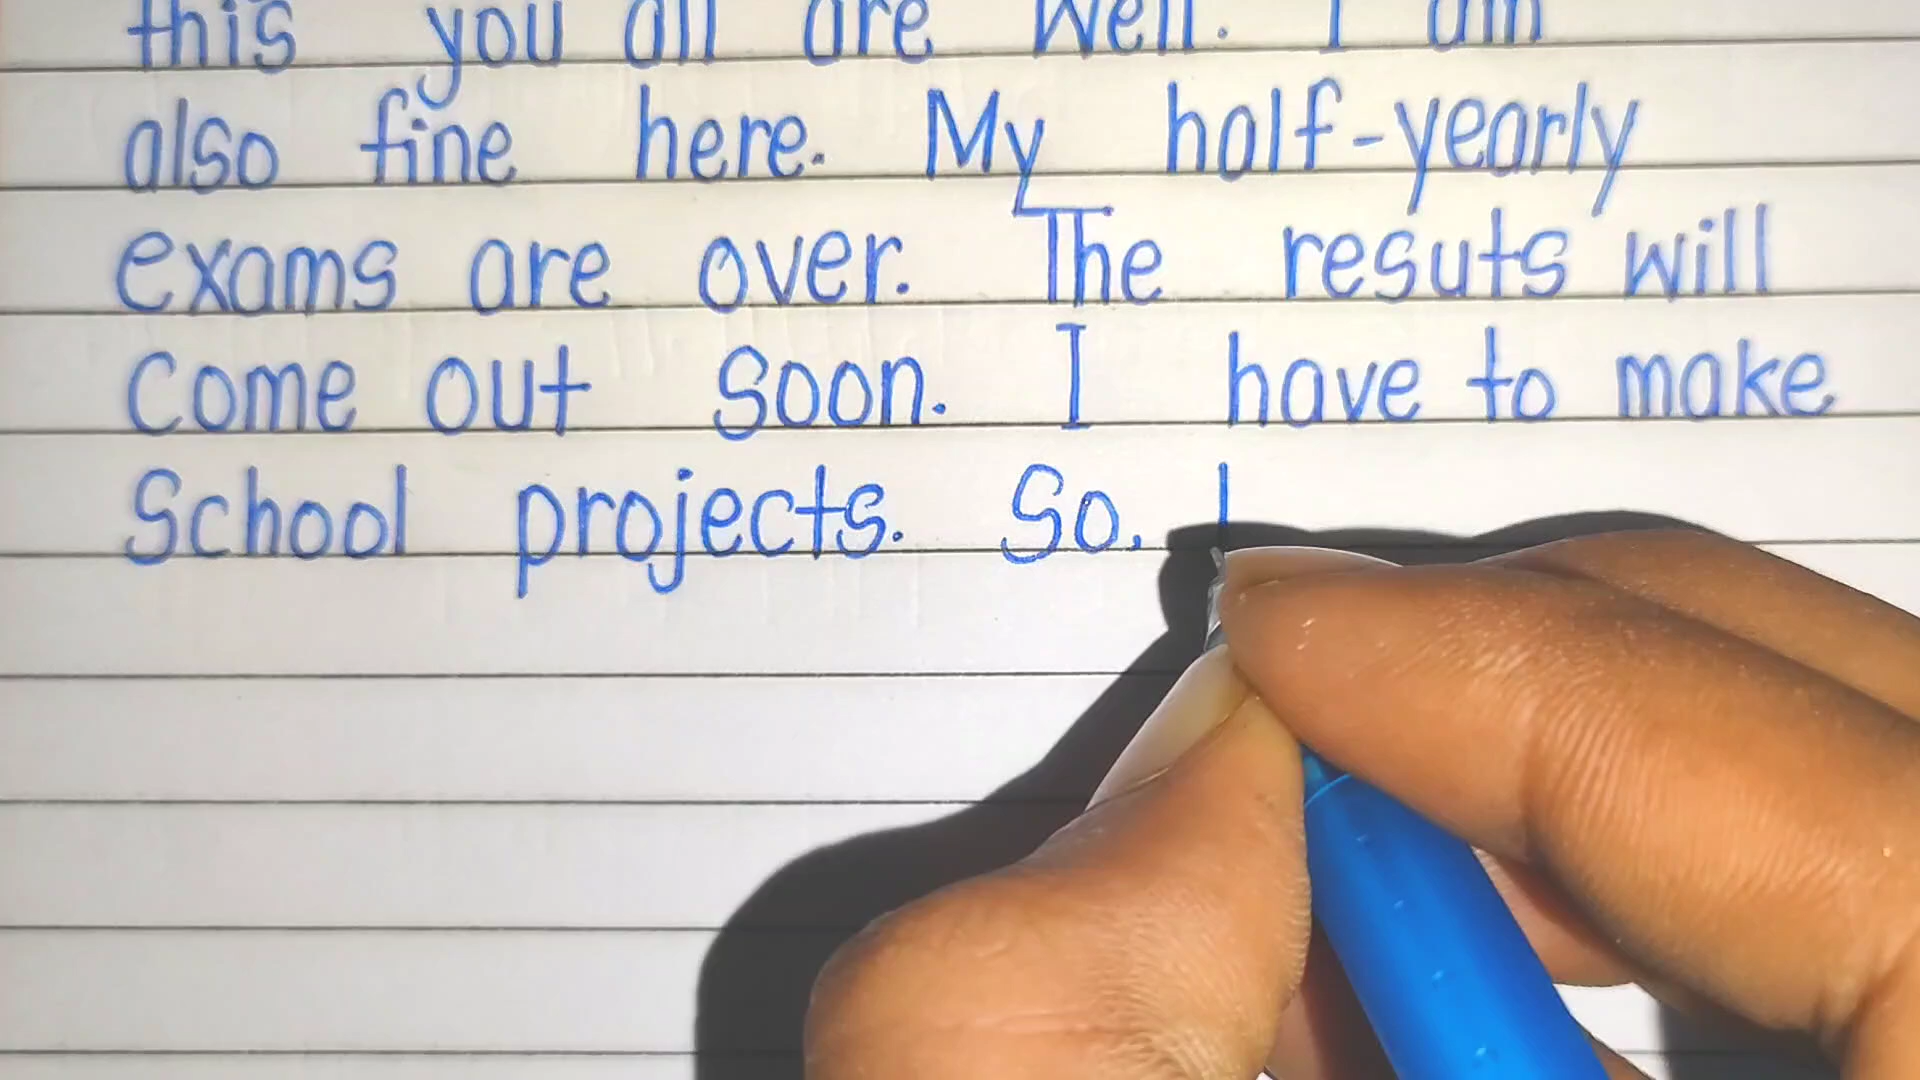 this you all are well. I am
also fine here. My half-yearly
exams are over. The resuts will
Come out soon. I have to make
School projects. So, I